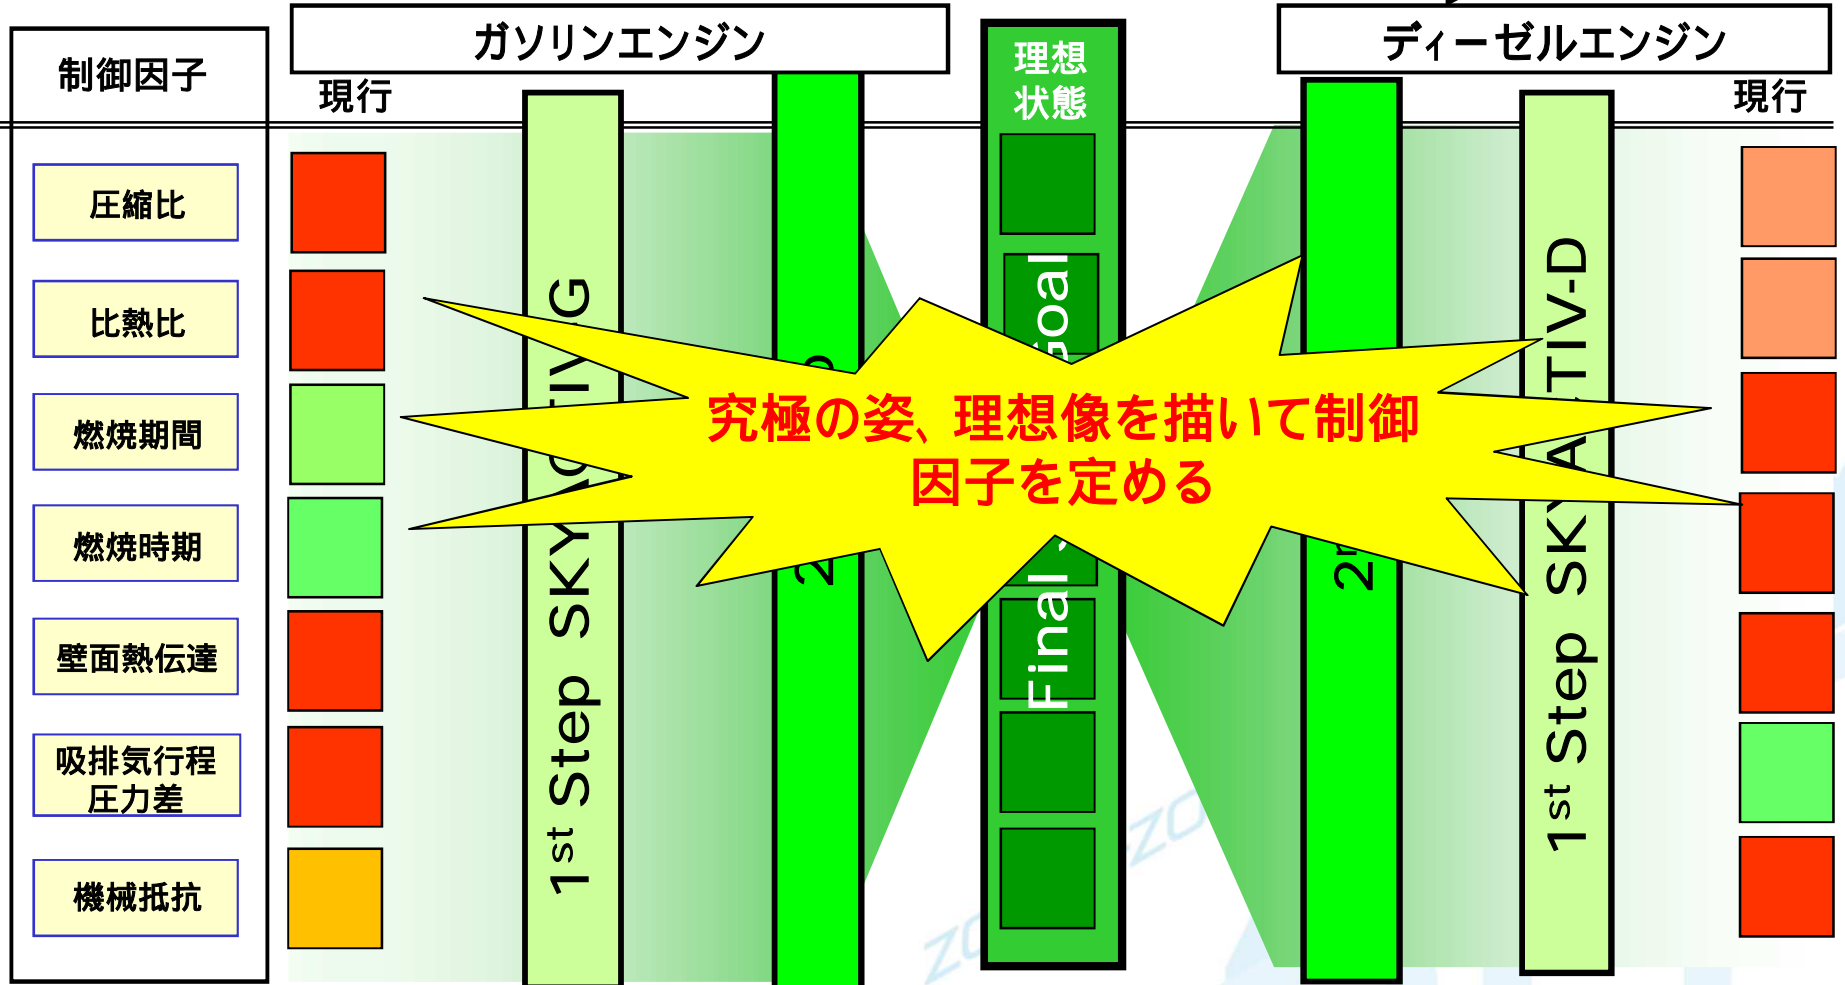 制御因子
ガソリンエンジン
理想
状態
ディーゼルエンジン
現行
現行
圧縮比
比熱比
燃焼期間
燃焼時期
壁面熱伝達
吸排気行程
圧力差
機械抵抗
1st Step SKY
G
Final
究極の姿、理想像を描いて制御
因子を定める
1st Step SKY
TIV-D